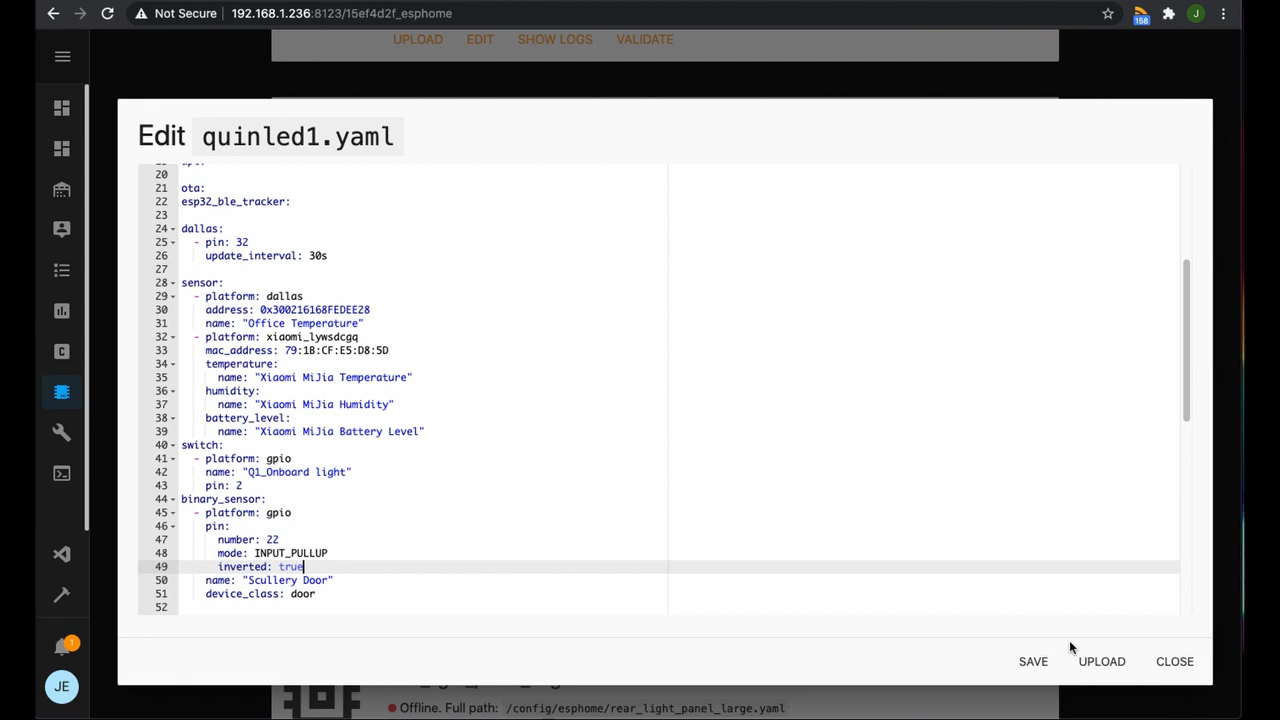 Not Secure 192.168.1.236:8123/15ef4d2f_esphome
158
J
UPLOAD EDIT SHOW LOGS VALIDATE
Edit quinled1.yaml
20
21 ota:
22 esp32_ble_tracker:
23
24 dallas:
25 - pin: 32
26 update_interval: 30s
27
28 sensor:
29 - platform: dallas
30 address: 0x300216168FEDEE28
31 name: "Office Temperature"
32 - platform: xiaomi_lywsdcgq
33 mac_address: 79:1B:CF:E5:D8:5D
34 temperature:
35 name: "Xiaomi MiJia Temperature"
36 humidity:
37 name: "Xiaomi MiJia Humidity"
38 battery_level:
39 name: "Xiaomi MiJia Battery Level"
40 switch:
41 - platform: gpio
42 name: "Q1_Onboard light"
43 pin: 2
44 binary_sensor:
45 - platform: gpio
46 pin:
47 number: 22
48 mode: INPUT_PULLUP
49 inverted: true
50 name: "Scullery Door"
51 device_class: door
52
SAVE UPLOAD CLOSE
C
1
JE
Offline. Full path: /config/esphome/rear_light_panel_large.yaml